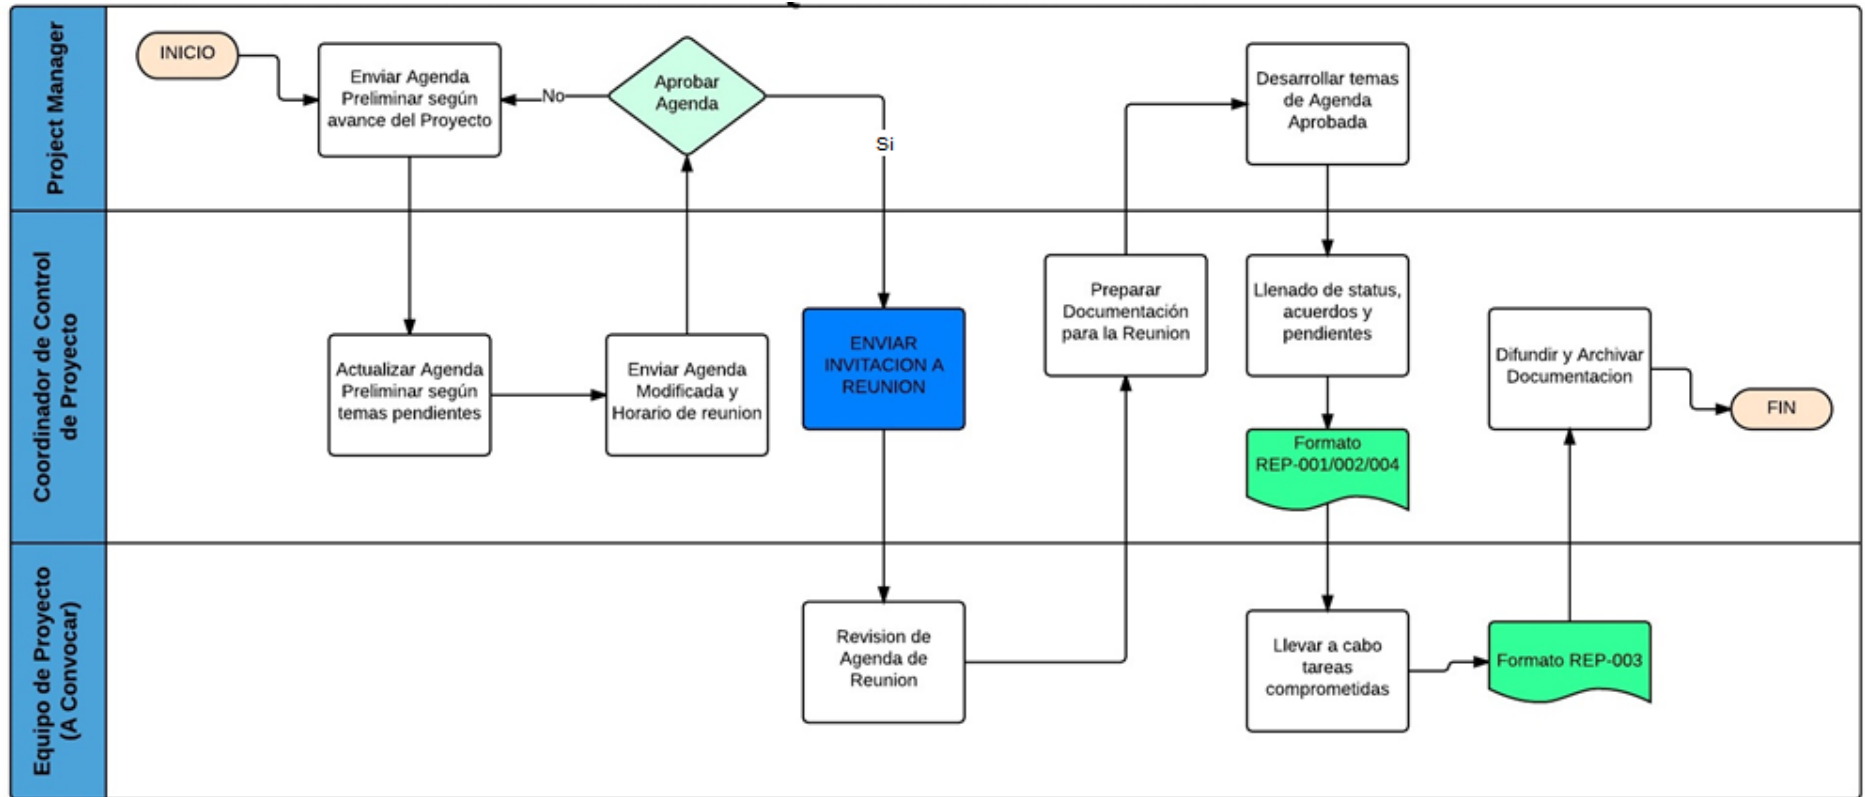 Project Manager
INICIO
Enviar Agenda
Preliminar según
avance del Proyecto
No
Aprobar
Agenda
Si
Desarrollar temas
de Agenda
Aprobada
Coordinador de Control
de Proyecto
Actualizar Agenda
Preliminar según
temas pendientes
Enviar Agenda
Modificada y
Horario de reunion
ENVIAR
INVITACION A
REUNION
Preparar
Documentación
para la Reunion
Llenado de status,
acuerdos y
pendientes
Formato
REP-001/002/004
Difundir y Archivar
Documentacion
FIN
Equipo de Proyecto
(A Convocar)
Revision de
Agenda de
Reunion
Llevar a cabo
tareas
comprometidas
Formato REP-003